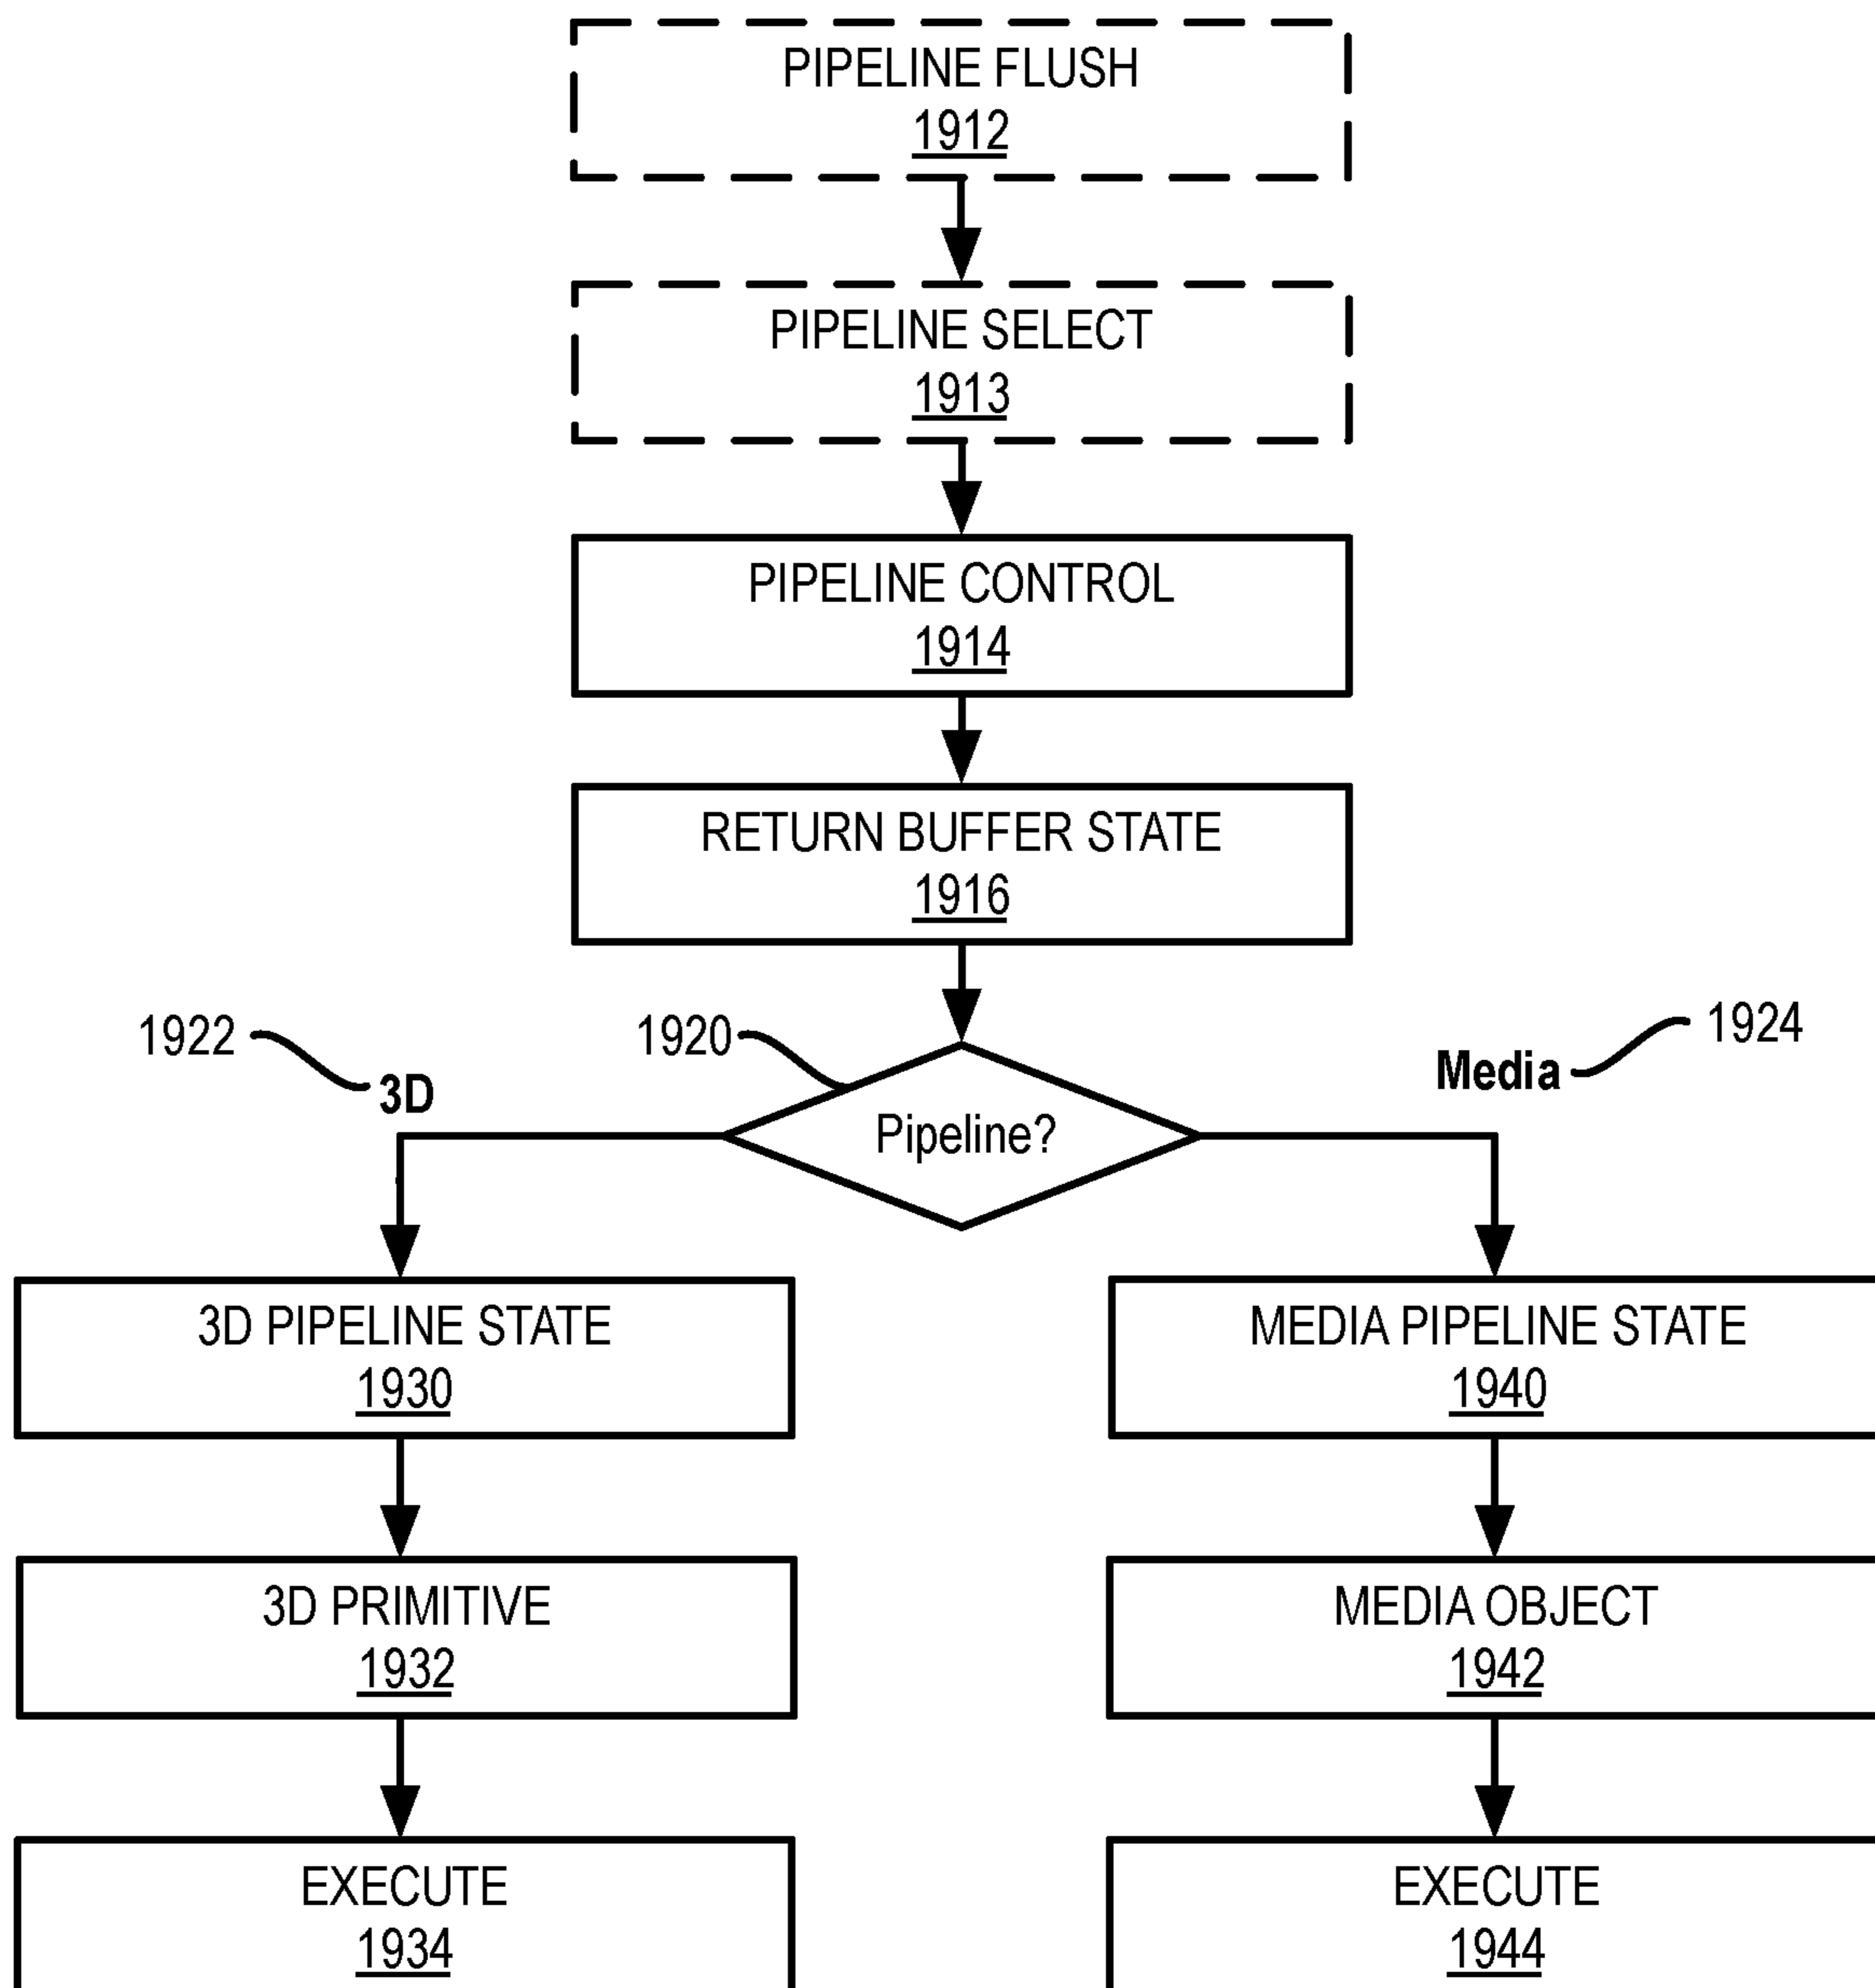 PIPELINE FLUSH
1912
PIPELINE SELECT
1913
PIPELINE CONTROL
1914
RETURN BUFFER STATE
1916
1922
1920
1924
3D
Media
Pipeline?
3D PIPELINE STATE
1930
MEDIA PIPELINE STATE
1940
3D PRIMITIVE
1932
MEDIA OBJECT
1942
EXECUTE
1934
EXECUTE
1944